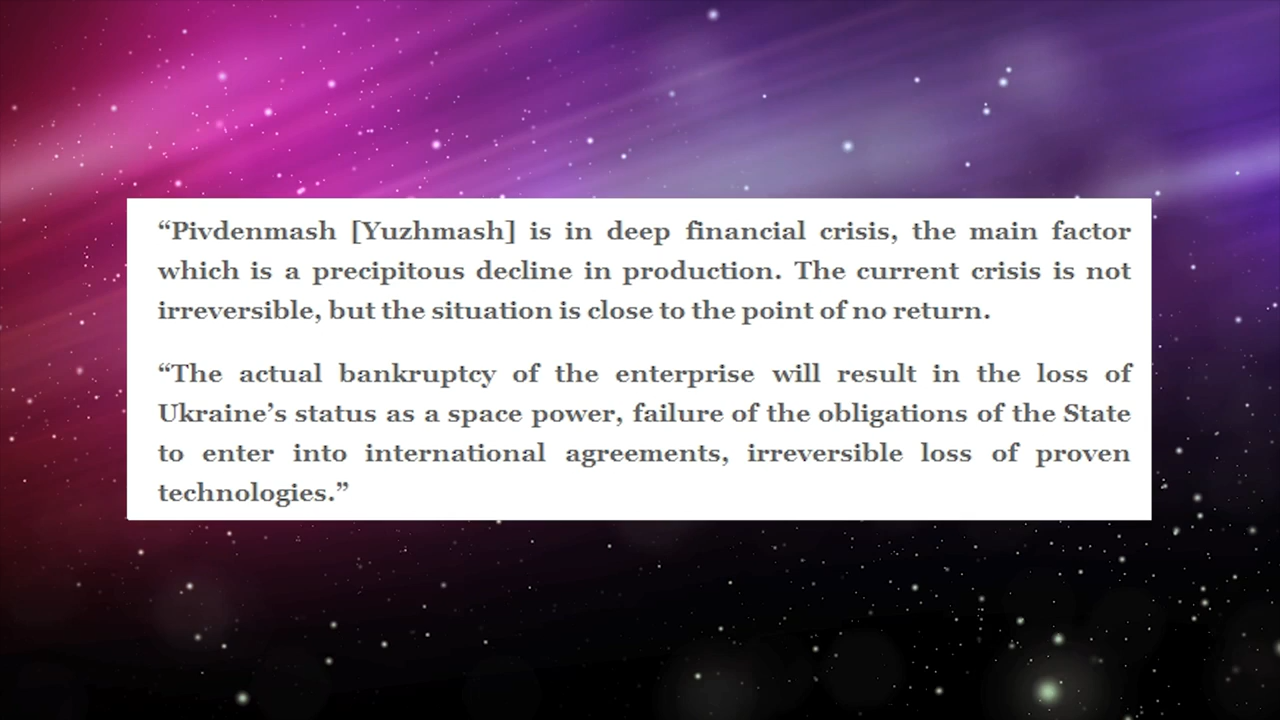 “Pivdenmash [Yuzhmash] is in deep financial crisis, the main factor
which is a precipitous decline in production. The current crisis is not
irreversible, but the situation is close to the point of no return.
“The actual bankruptcy of the enterprise will result in the loss of
Ukraine’s status as a space power, failure of the obligations of the State
to enter into international agreements, irreversible loss of proven
technologies.”